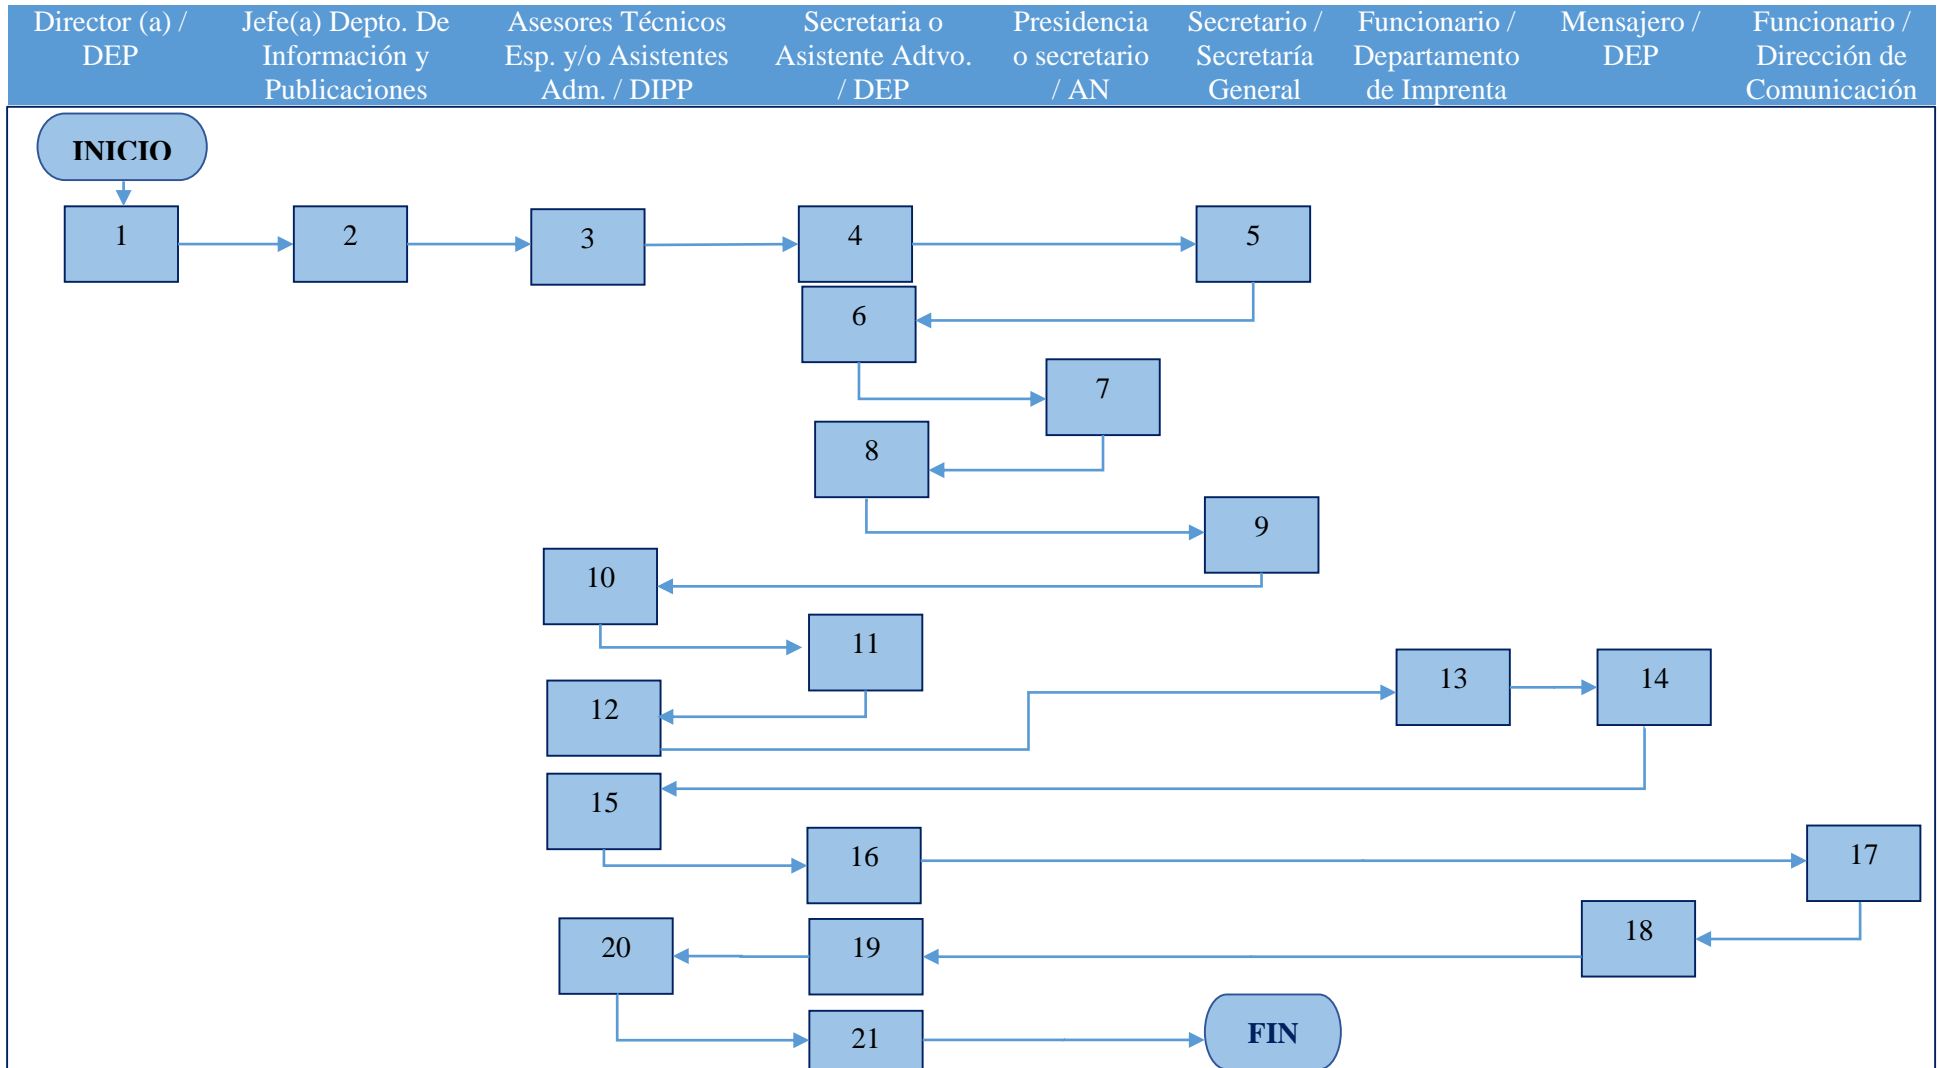 Director (a) /
DEP
Jefe(a) Depto. De
Información y
Publicaciones
Asesores Técnicos
Esp. y/o Asistentes
Adm. / DIPP
Secretaria o
Asistente Adtvo.
/ DEP
Presidencia
o secretario
/ AN
Secretario /
Secretaría
General
Funcionario /
Departamento
de Imprenta
Mensajero /
DEP
Funcionario /
Dirección de
Comunicación
INICIO
1
2
3
4
5
6
7
8
9
10
11
12
13
14
15
16
17
18
19
20
21
FIN